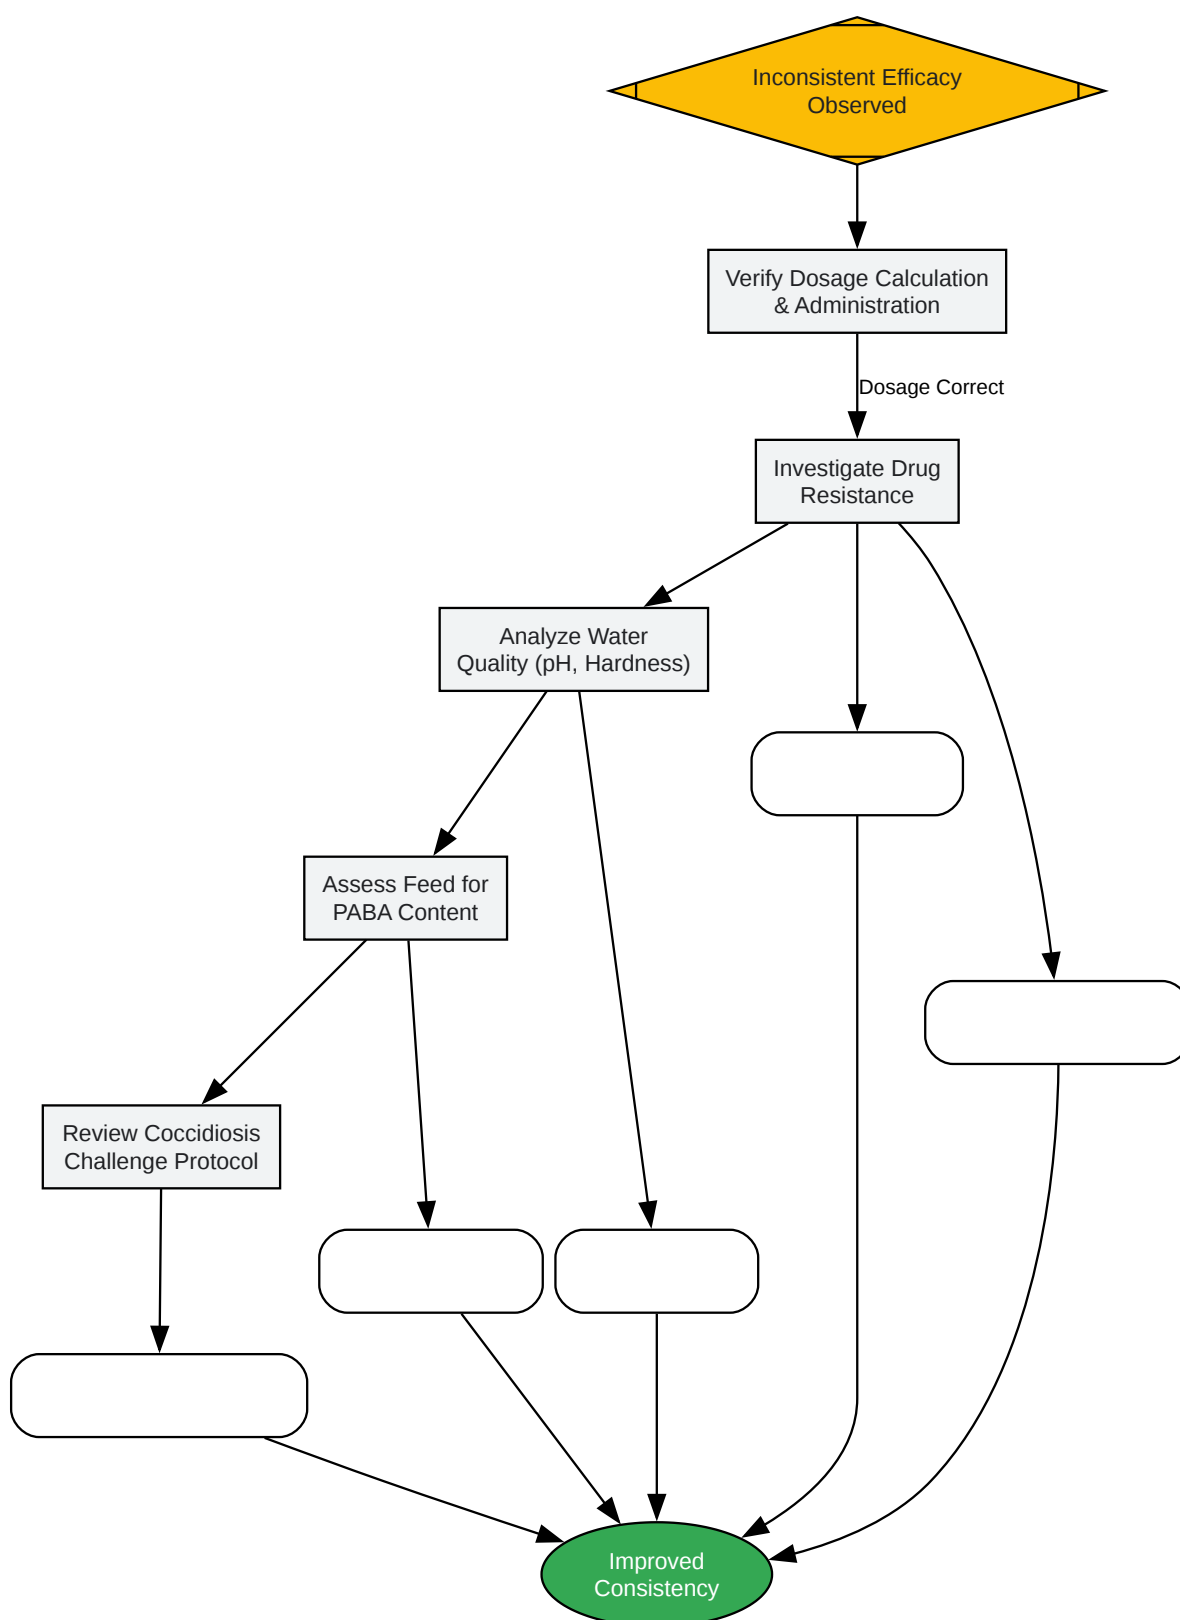 Inconsistent Efficacy
Observed
Verify Dosage Calculation
& Administration
Dosage Correct
Investigate Drug
Resistance
Analyze Water
Quality (pH, Hardness)
Assess Feed for
PABA Content
Review Coccidiosis
Challenge Protocol
Improved
Consistency